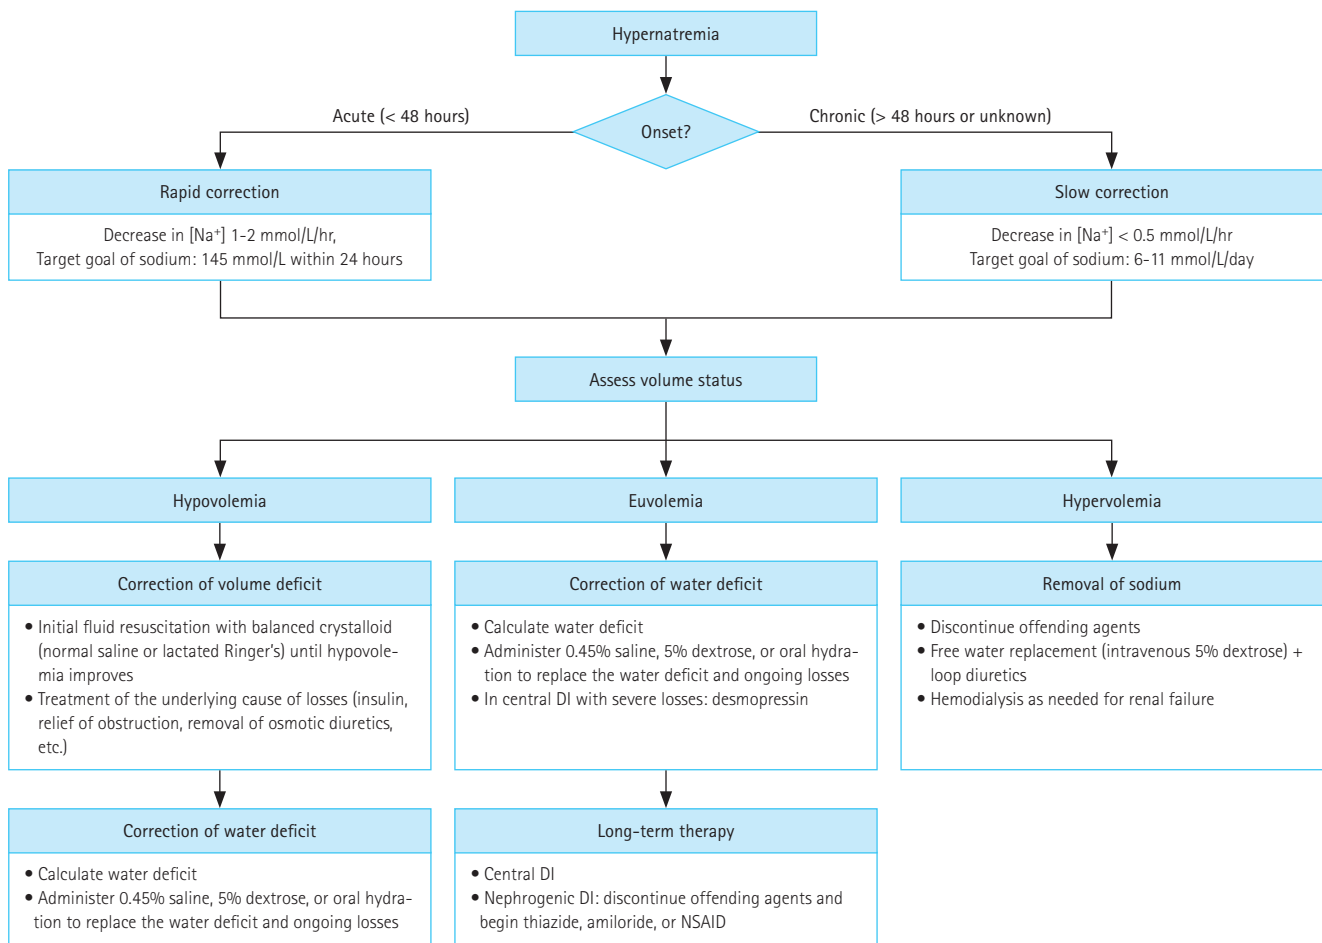 Hypernatremia
Acute (< 48 hours)
Onset?
Chronic (> 48 hours or unknown)
Rapid correction
Decrease in [Na⁺] 1-2 mmol/L/hr,
Target goal of sodium: 145 mmol/L within 24 hours
Slow correction
Decrease in [Na⁺] < 0.5 mmol/L/hr
Target goal of sodium: 6-11 mmol/L/day
Assess volume status
Hypovolemia
Euvolemia
Hypervolemia
Correction of volume deficit
• Initial fluid resuscitation with balanced crystalloid
(normal saline or lactated Ringer's) until hypovole-
mia improves
• Treatment of the underlying cause of losses (insulin,
relief of obstruction, removal of osmotic diuretics,
etc.)
Correction of water deficit
• Calculate water deficit
• Administer 0.45% saline, 5% dextrose, or oral hydra-
tion to replace the water deficit and ongoing losses
• In central DI with severe losses: desmopressin
Removal of sodium
• Discontinue offending agents
• Free water replacement (intravenous 5% dextrose) +
loop diuretics
• Hemodialysis as needed for renal failure
Correction of water deficit
• Calculate water deficit
• Administer 0.45% saline, 5% dextrose, or oral hydra-
tion to replace the water deficit and ongoing losses
Long-term therapy
• Central DI
• Nephrogenic DI: discontinue offending agents and
begin thiazide, amiloride, or NSAID